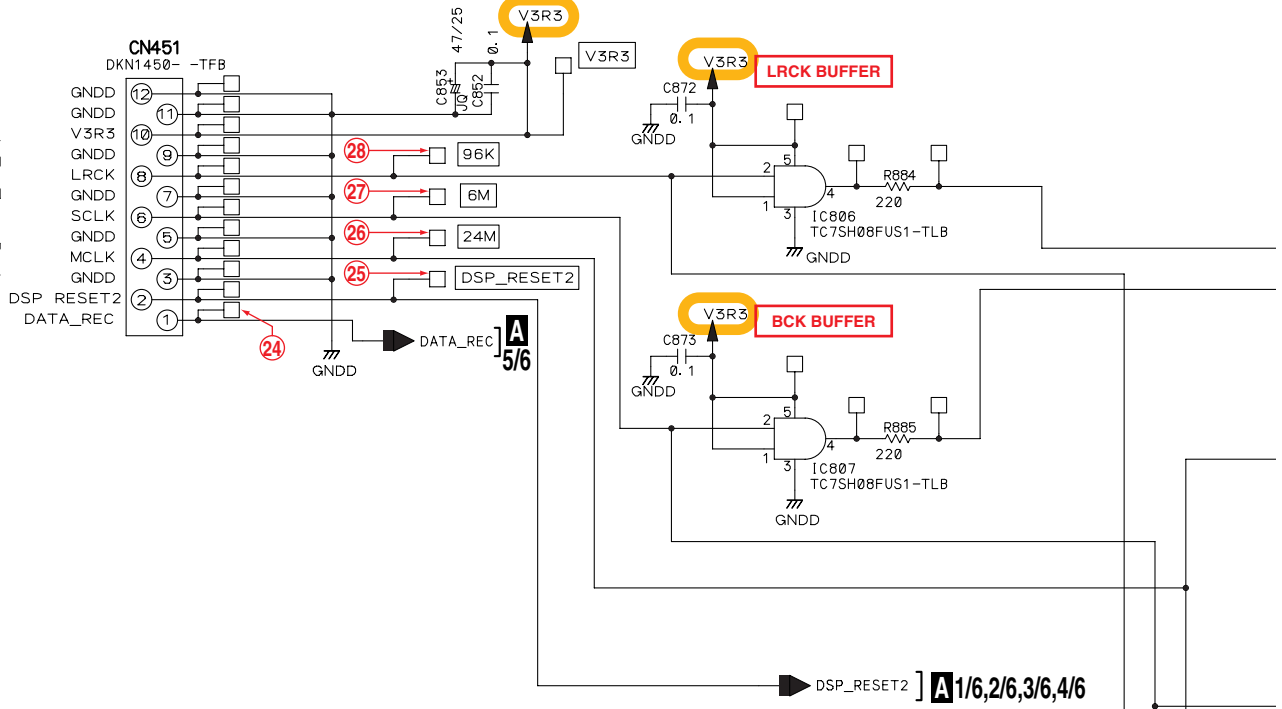 CN451
DKN1450- -TFB
GNDD 12
GNDD 11
V3R3 10
GNDD 9
LRCK 8
GNDD 7
SCLK 6
GNDD 5
MCLK 4
GNDD 3
DSP RESET2 2
DATA_REC 1
24
GNDD
C853
JQ
47/25
C852
0.1
V3R3
V3R3
28 96K
27 6M
26 24M
25 DSP_RESET2
DATA_REC A
5/6
V3R3
LRCK BUFFER
C872
0.1
GNDD
5
2
1
4
3
R884
220
IC806
TC7SH08FUS1-TLB
GNDD
V3R3
BCK BUFFER
C873
0.1
GNDD
5
2
1
4
3
R885
220
IC807
TC7SH08FUS1-TLB
GNDD
DSP_RESET2 A 1/6,2/6,3/6,4/6